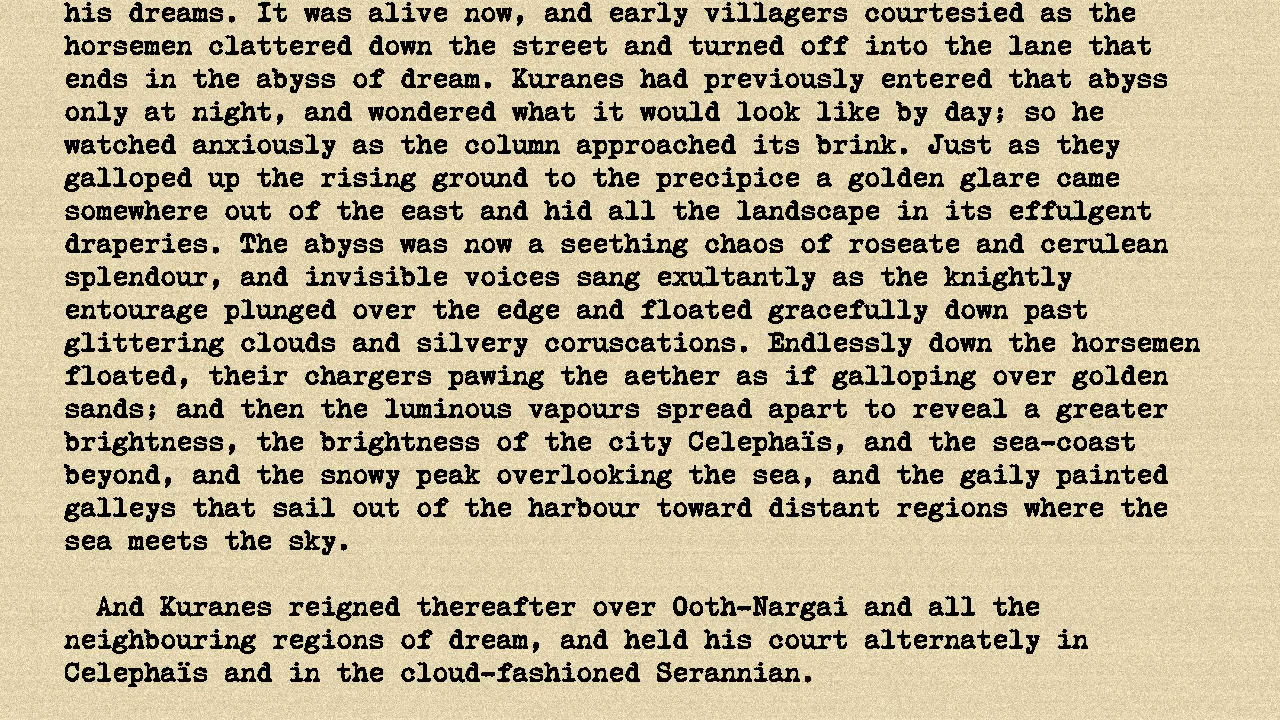 his dreams. It was alive now, and early villagers courtesied as the
horsemen clattered down the street and turned off into the lane that
ends in the abyss of dream. Kuranes had previously entered that abyss
only at night, and wondered what it would look like by day; so he
watched anxiously as the column approached its brink. Just as they
galloped up the rising ground to the precipice a golden glare came
somewhere out of the east and hid all the landscape in its effulgent
draperies. The abyss was now a seething chaos of roseate and cerulean
splendour, and invisible voices sang exultantly as the knightly
entourage plunged over the edge and floated gracefully down past
glittering clouds and silvery coruscations. Endlessly down the horsemen
floated, their chargers pawing the aether as if galloping over golden
sands; and then the luminous vapours spread apart to reveal a greater
brightness, the brightness of the city Celephaïs, and the sea-coast
beyond, and the snowy peak overlooking the sea, and the gaily painted
galleys that sail out of the harbour toward distant regions where the
sea meets the sky.
And Kuranes reigned thereafter over Ooth-Nargai and all the
neighbouring regions of dream, and held his court alternately in
Celephaïs and in the cloud-fashioned Serannian.